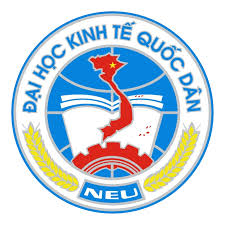 ĐẠI HỌC KINH TẾ QUỐC DÂN
NEU